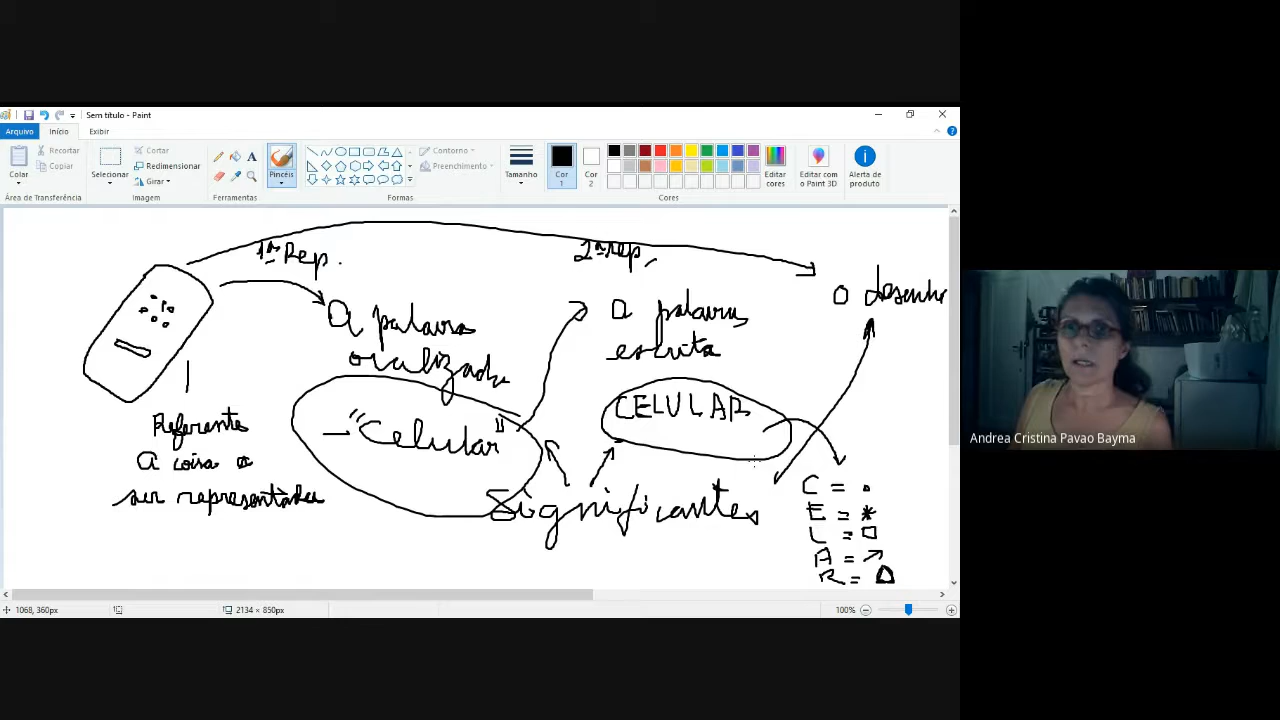 Sem título - Paint
Arquivo
Início
Exibir
Colar
Recortar
Copiar
Área de Transferência
Selecionar
Cortar
Redimensionar
Girar
Imagem
Ferramentas
Pincéis
Contorno
Preenchimento
Formas
Tamanho
Cor
1
Cor
2
Editar
cores
Cores
Editar com
o Paint 3D
Alerta de
produto
1ª Rep.
2ª rep,
o desenho
A palavra
oralizada
A palavra
escrita
- "Celular"
CELULAR
Referente
A coisa a
ser representada
Significantes
C = .
E = *
L = □
A = ↗
R = △
Andrea Cristina Pavao Bayma
1068, 360px
2134 × 850px
100%